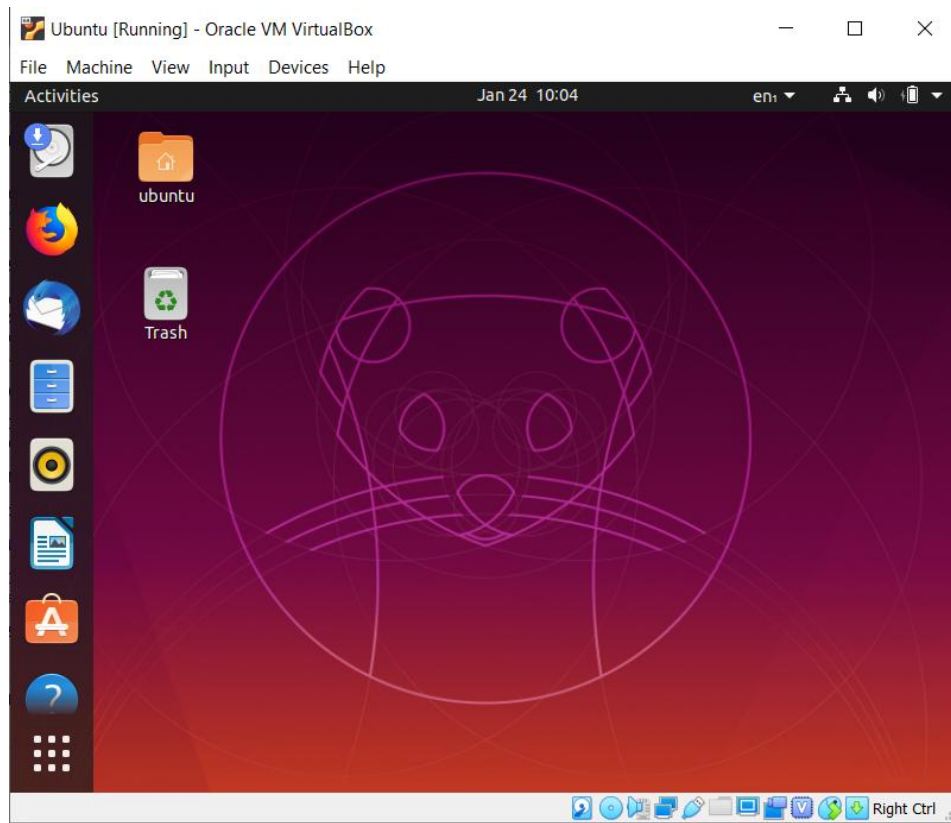 Ubuntu [Running] - Oracle VM VirtualBox
File Machine View Input Devices Help
Activities Jan 24 10:04 en₁
ubuntu
Trash
Right Ctrl